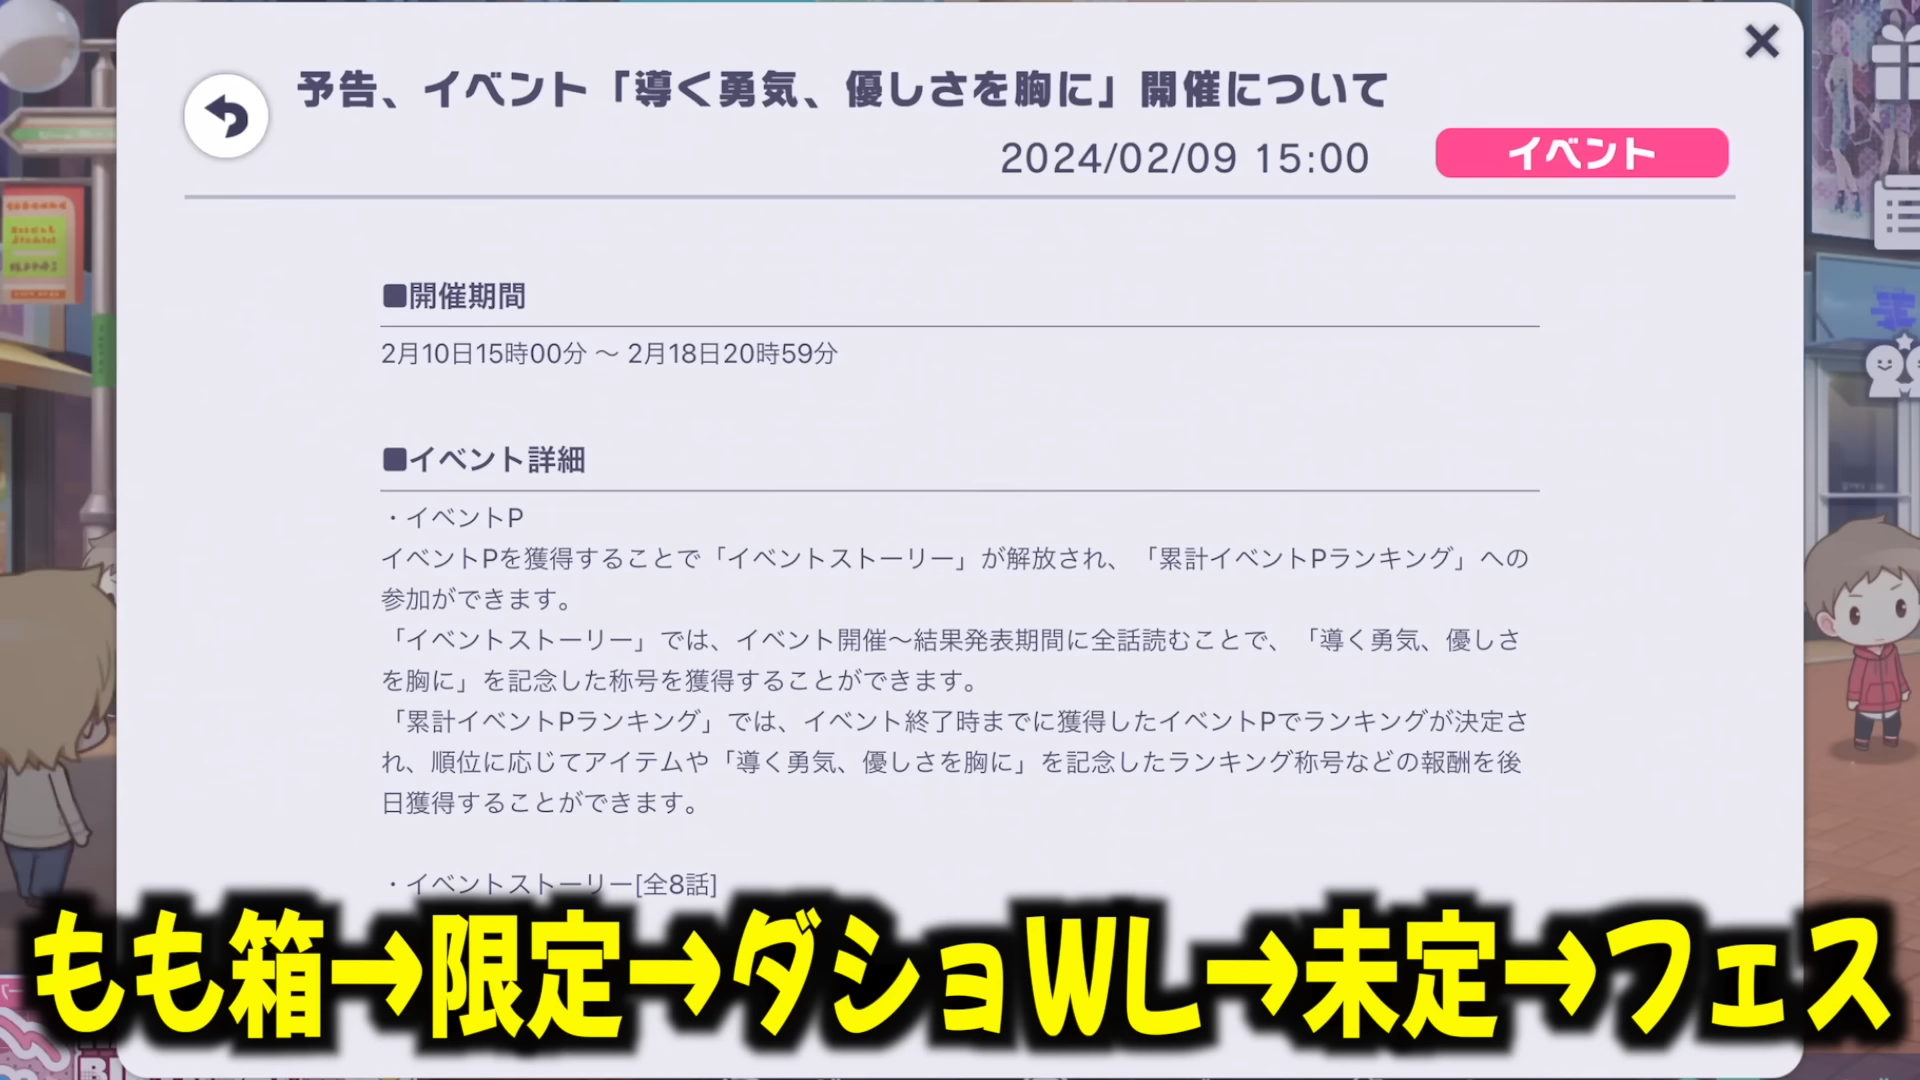 予告、イベント「導く勇気、優しさを胸に」開催について
2024/02/09 15:00
イベント
■開催期間
2月10日15時00分 ～ 2月18日20時59分
■イベント詳細
・イベントP
イベントPを獲得することで「イベントストーリー」が解放され、「累計イベントPランキング」への
参加ができます。
「イベントストーリー」では、イベント開催～結果発表期間に全話読むことで、「導く勇気、優しさ
を胸に」を記念した称号を獲得することができます。
「累計イベントPランキング」では、イベント終了時までに獲得したイベントPでランキングが決定さ
れ、順位に応じてアイテムや「導く勇気、優しさを胸に」を記念したランキング称号などの報酬を後
日獲得することができます。
・イベントストーリー[全8話]
もも箱→限定→ダショWL→未定→フェス